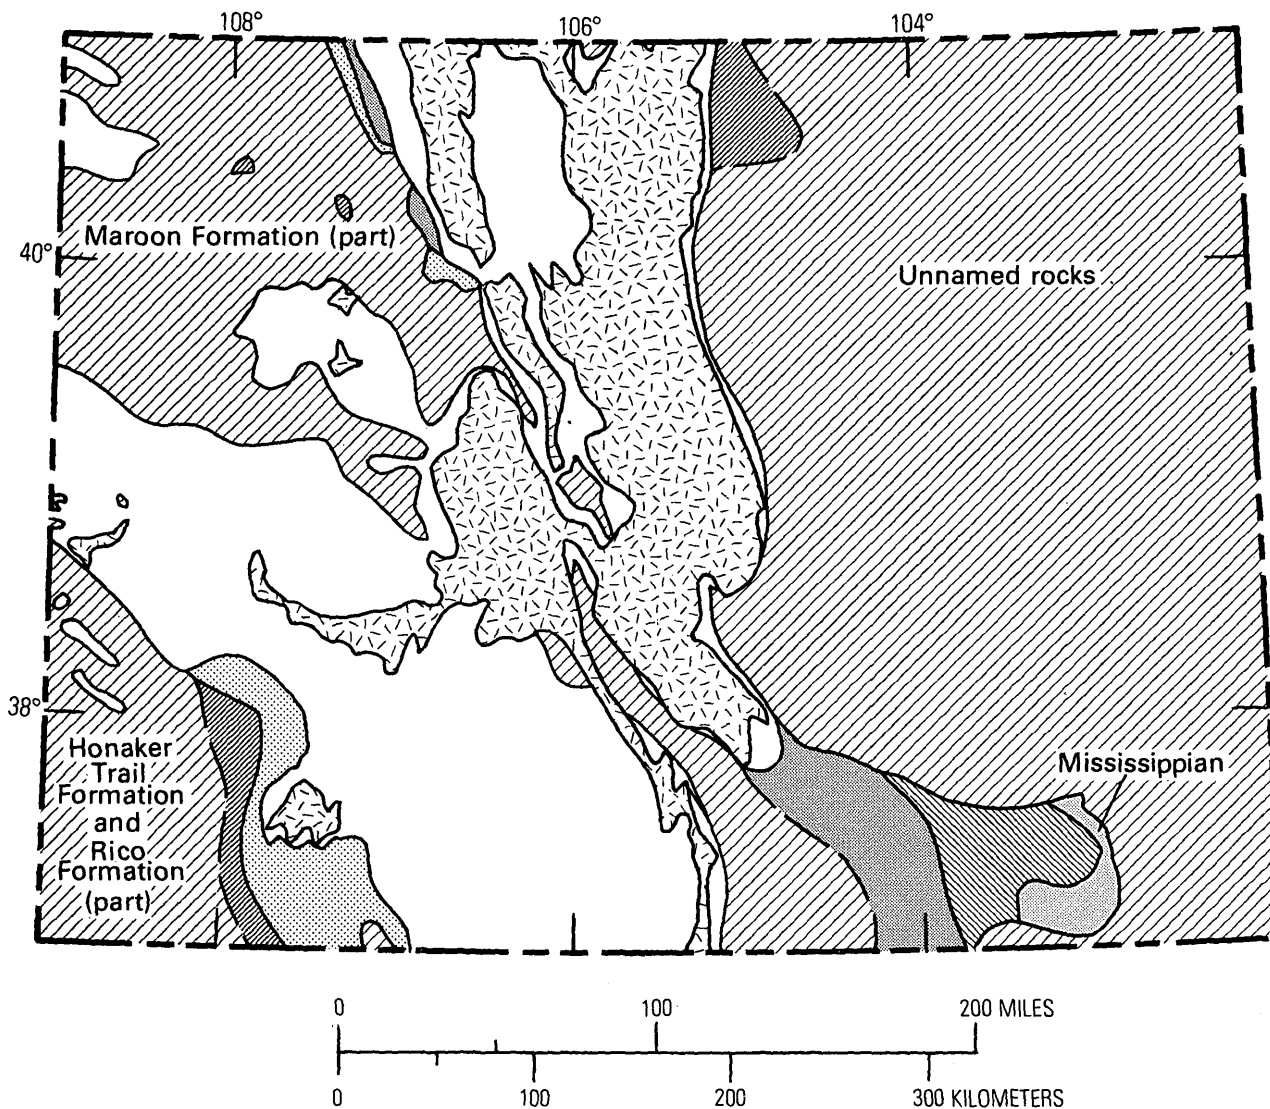 108°
106°
104°
Maroon Formation (part)
40°
Unnamed rocks
38°
Honaker
Trail
Formation
and
Rico
Formation
(part)
Mississippian
0
100
200 MILES
0
100
200
300 KILOMETERS